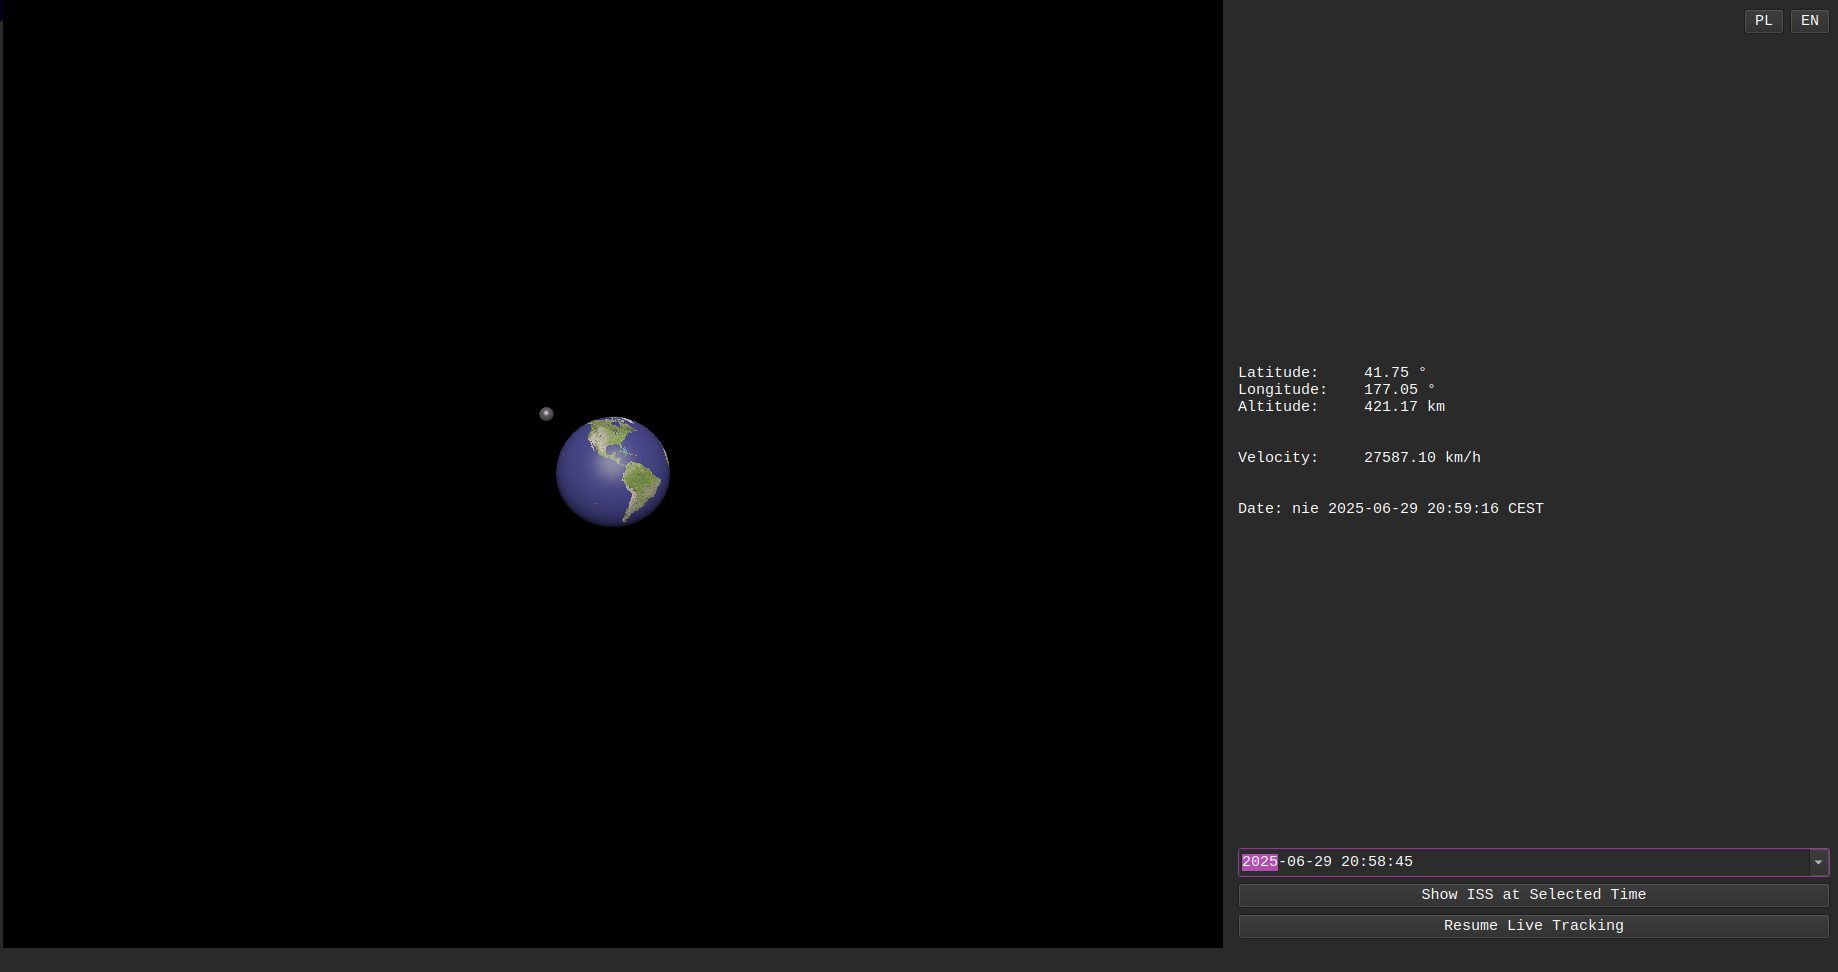 PL EN
Latitude: 41.75 °
Longitude: 177.05 °
Altitude: 421.17 km
Velocity: 27587.10 km/h
Date: nie 2025-06-29 20:59:16 CEST
2025-06-29 20:58:45
Show ISS at Selected Time
Resume Live Tracking